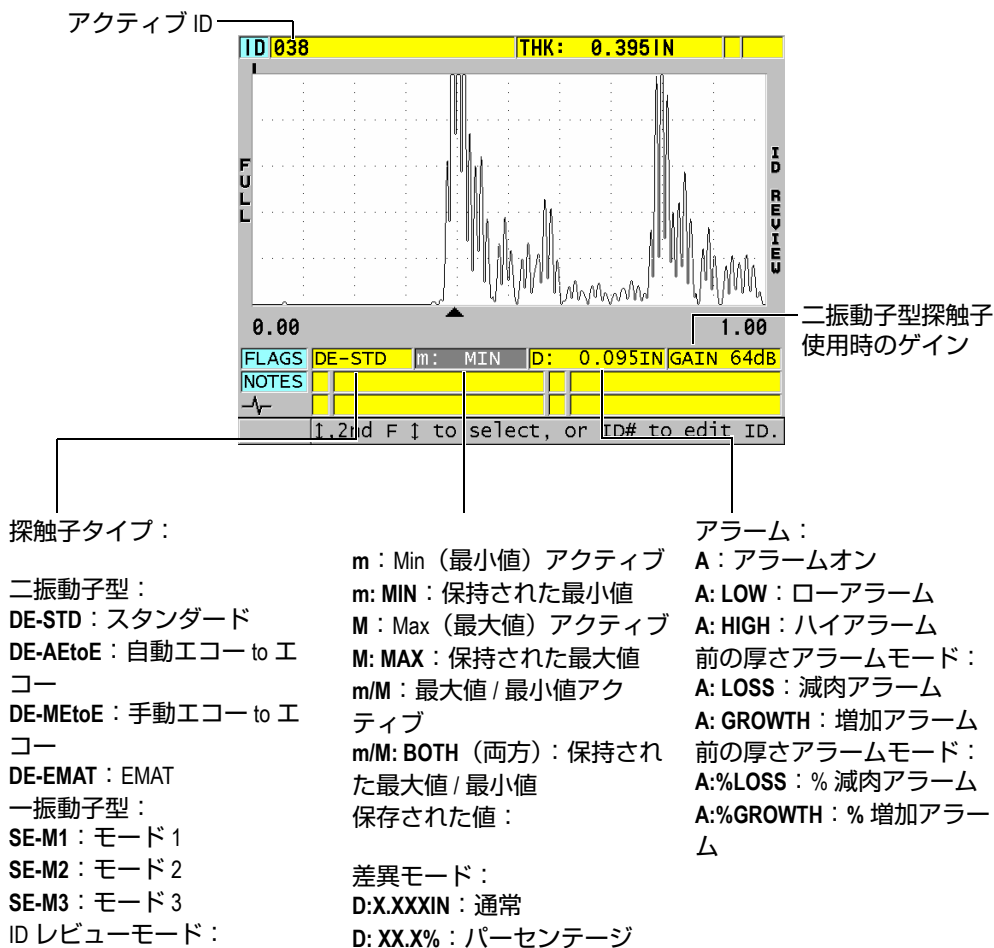 アクティブ ID
ID 038 THK: 0.395IN
FULL
ID REVIEW
0.00 1.00
二振動子型探触子
使用時のゲイン
FLAGS DE-STD m: MIN D: 0.095IN GAIN 64dB
NOTES
↕,2nd F ↕ to select, or ID# to edit ID.
探触子タイプ：
二振動子型：
DE-STD：スタンダード
DE-AEtoE：自動エコー to エ
コー
DE-MEtoE：手動エコー to エ
コー
DE-EMAT：EMAT
一振動子型：
SE-M1：モード 1
SE-M2：モード 2
SE-M3：モード 3
ID レビューモード：
m：Min（最小値）アクティブ
m: MIN：保持された最小値
M：Max（最大値）アクティブ
M: MAX：保持された最大値
m/M：最大値 / 最小値アク
ティブ
m/M: BOTH（両方）：保持され
た最大値 / 最小値
保存された値：
差異モード：
D:X.XXXIN：通常
D: XX.X%：パーセンテージ
アラーム：
A：アラームオン
A: LOW：ローアラーム
A: HIGH：ハイアラーム
前の厚さアラームモード：
A: LOSS：減肉アラーム
A: GROWTH：増加アラーム
前の厚さアラームモード：
A:%LOSS：% 減肉アラーム
A:%GROWTH：% 増加アラー
ム